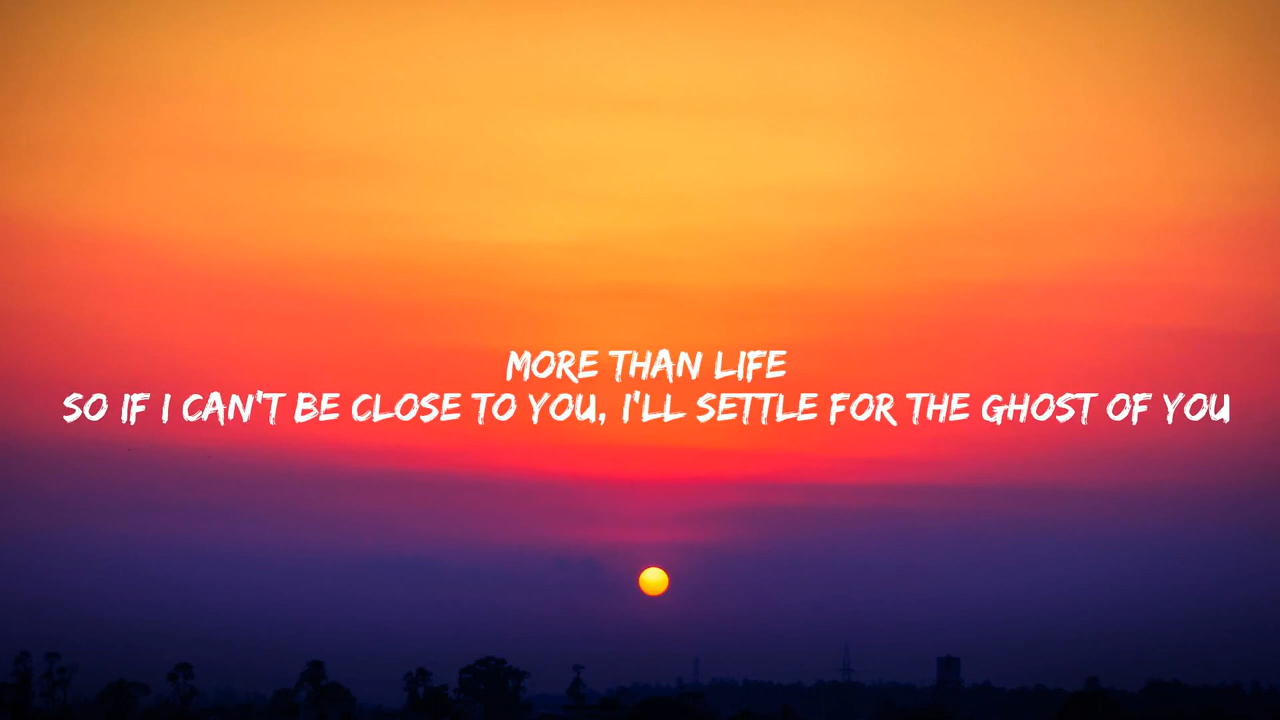 MORE THAN LIFE
SO IF I CAN'T BE CLOSE TO YOU, I'LL SETTLE FOR THE GHOST OF YOU